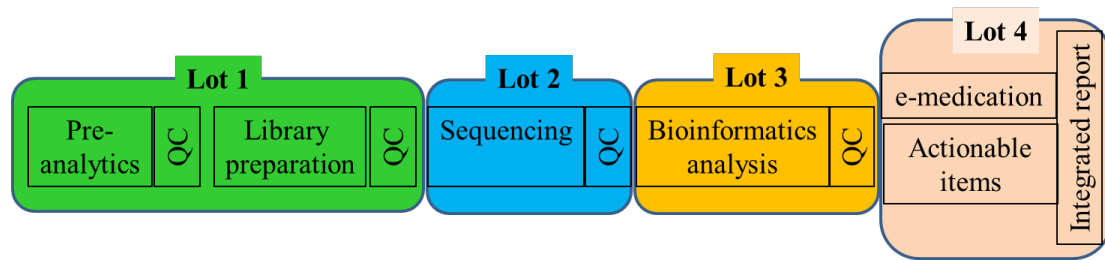 Lot 1
Pre-
analytics
QC
Library
preparation
QC
Lot 2
Sequencing
QC
Lot 3
Bioinformatics
analysis
QC
Lot 4
e-medication
Actionable
items
Integrated report